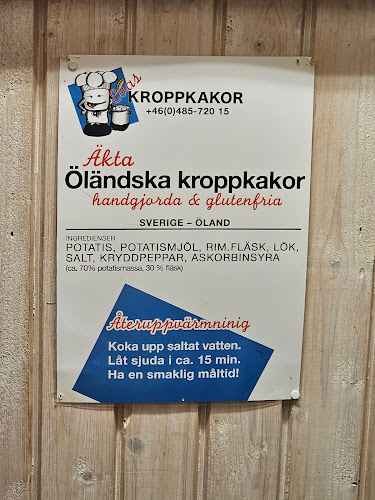 KROPPKAKOR
+46(0)485-720 15
Äkta
Öländska kroppkakor
handgjorda & glutenfria
SVERIGE – ÖLAND
INGREDIENSER
POTATIS, POTATISMJÖL, RIM.FLÄSK, LÖK,
SALT, KRYDDPEPPAR, ASKORBINSYRA
(ca. 70% potatismassa, 30 % fläsk)
Återuppvärmninig
Koka upp saltat vatten.
Låt sjuda i ca. 15 min.
Ha en smaklig måltid!